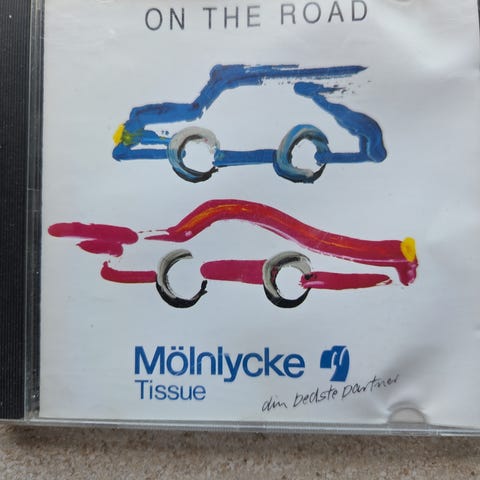 ON THE ROAD
Mölnlycke
Tissue
din bedste partner